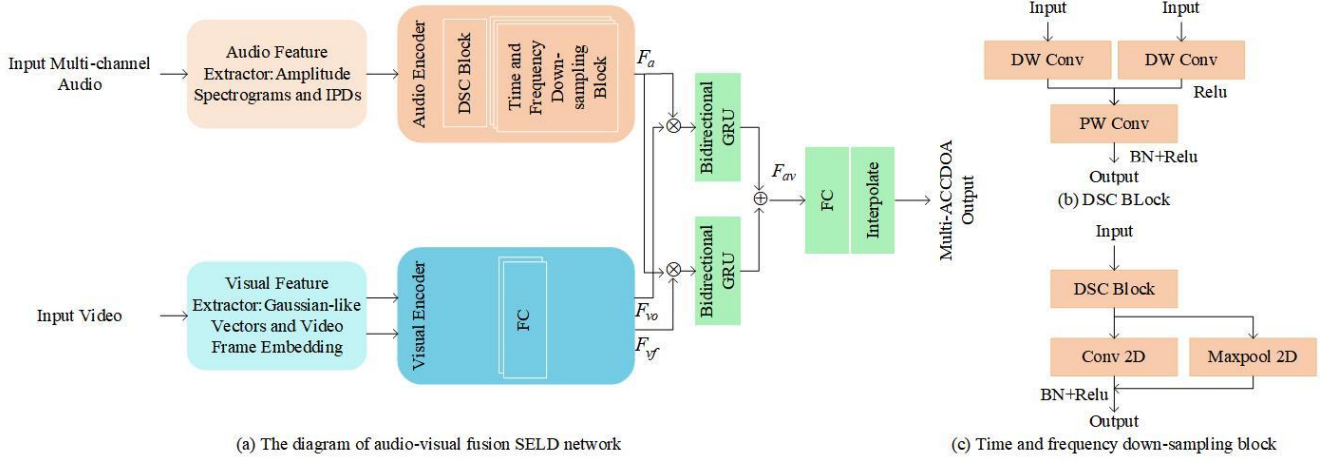 Input Multi-channel
Audio
Audio Feature
Extractor: Amplitude
Spectrograms and IPDs
Audio Encoder
DSC Block
Time and
Frequency
Down-
sampling
Block
F_a
Input Video
Visual Feature
Extractor: Gaussian-like
Vectors and Video
Frame Embedding
Visual Encoder
FC
F_vo
F_vf
Bidirectional
GRU
Bidirectional
GRU
F_av
FC
Interpolate
Multi-ACCDOA
Output
(a) The diagram of audio-visual fusion SELD network
Input
Input
DW Conv
DW Conv
Relu
PW Conv
BN+Relu
Output
(b) DSC BLock
Input
DSC Block
Conv 2D
Maxpool 2D
BN+Relu
Output
(c) Time and frequency down-sampling block